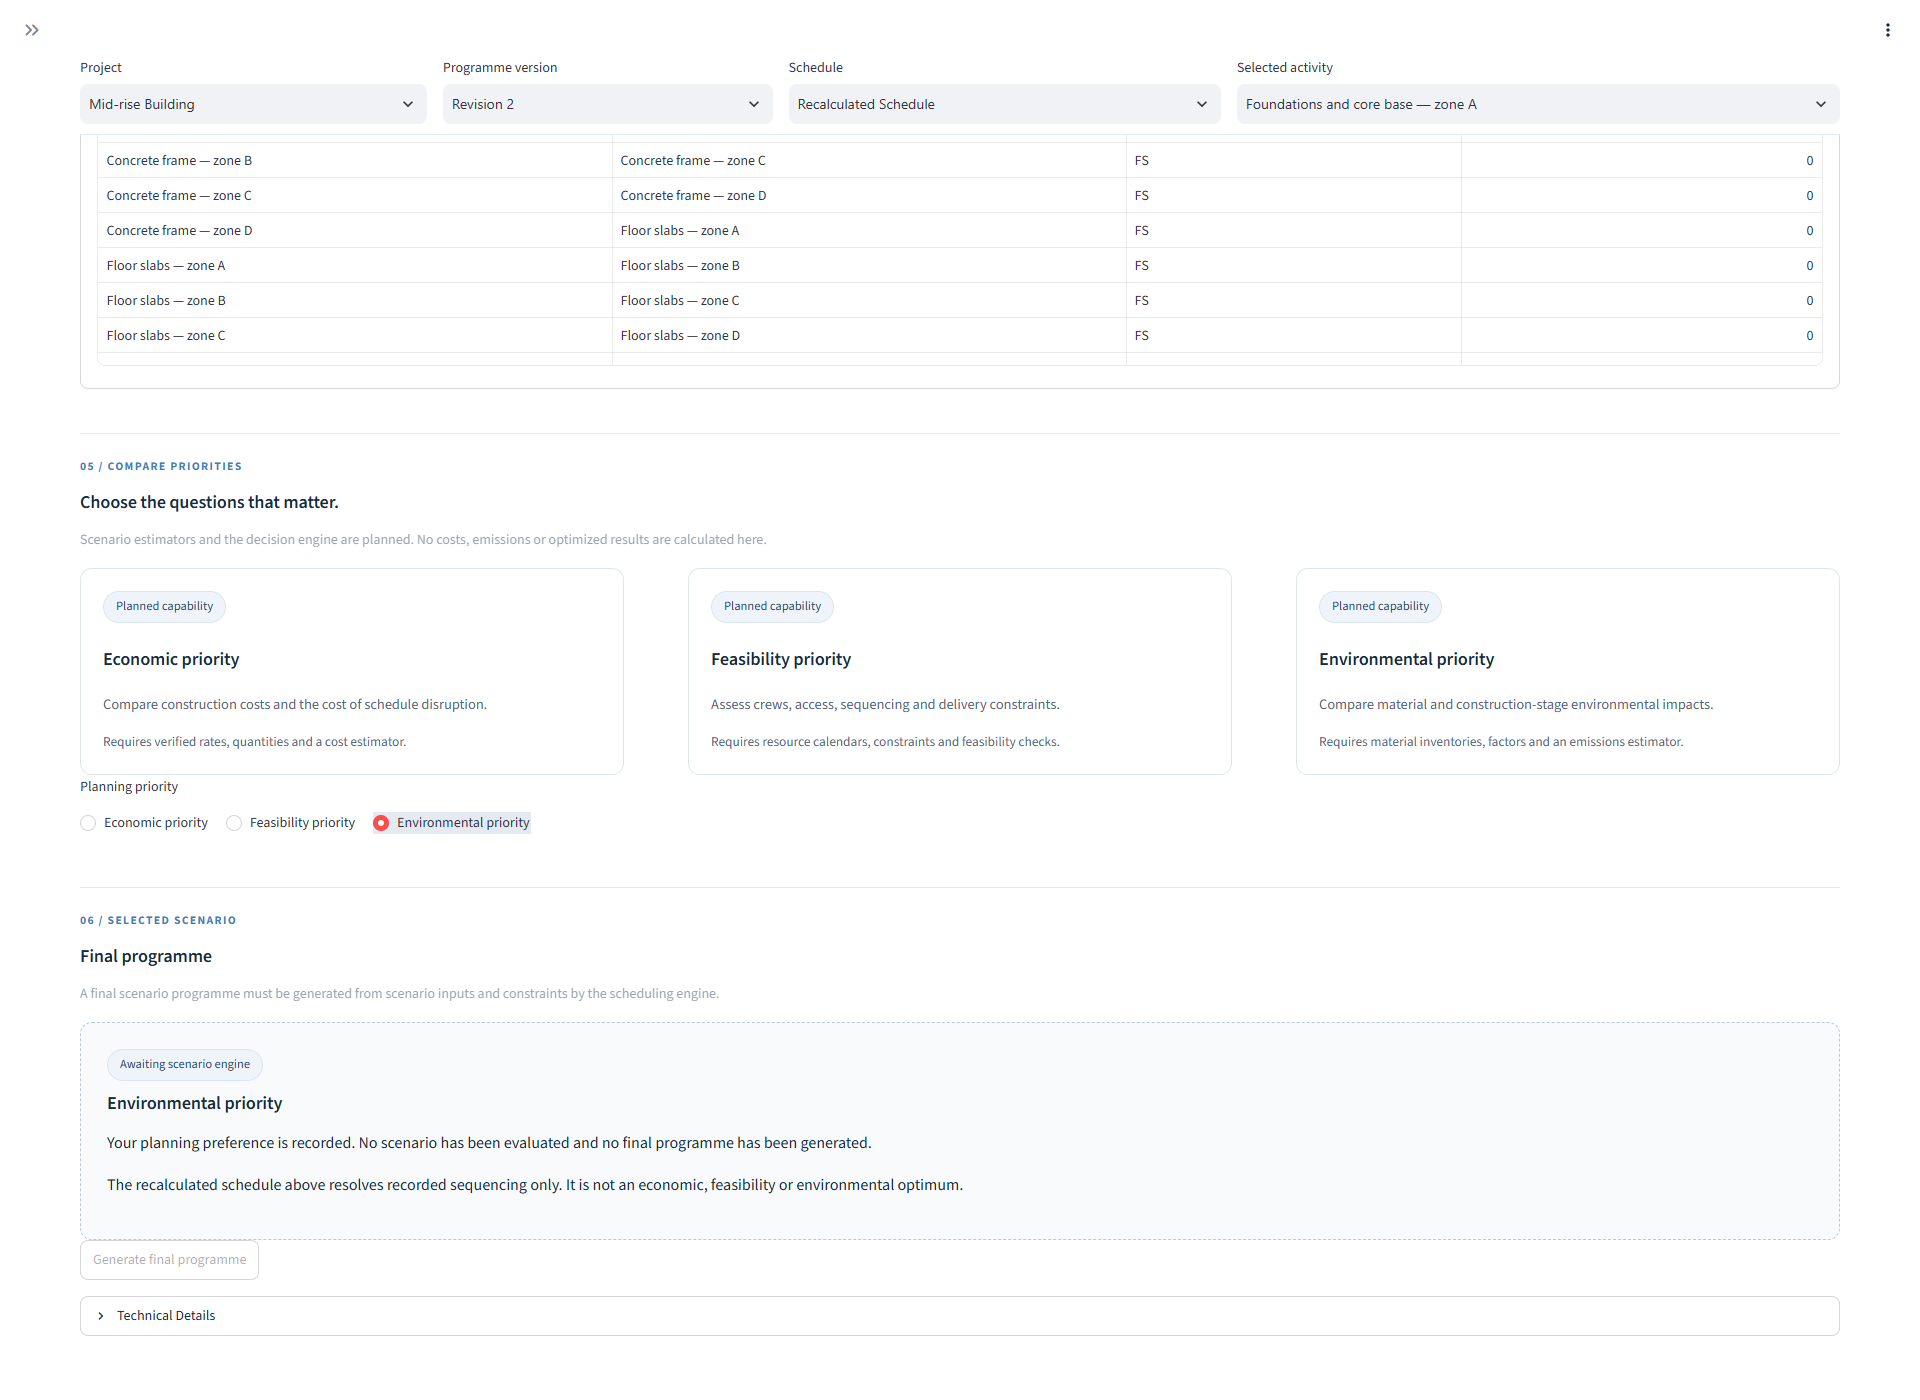 Project
Programme version
Schedule
Selected activity
Mid-rise Building
Revision 2
Recalculated Schedule
Foundations and core base — zone A
Concrete frame — zone B Concrete frame — zone C FS 0
Concrete frame — zone C Concrete frame — zone D FS 0
Concrete frame — zone D Floor slabs — zone A FS 0
Floor slabs — zone A Floor slabs — zone B FS 0
Floor slabs — zone B Floor slabs — zone C FS 0
Floor slabs — zone C Floor slabs — zone D FS 0
05 / COMPARE PRIORITIES
Choose the questions that matter.
Scenario estimators and the decision engine are planned. No costs, emissions or optimized results are calculated here.
Planned capability
Economic priority
Compare construction costs and the cost of schedule disruption.
Requires verified rates, quantities and a cost estimator.
Planned capability
Feasibility priority
Assess crews, access, sequencing and delivery constraints.
Requires resource calendars, constraints and feasibility checks.
Planned capability
Environmental priority
Compare material and construction-stage environmental impacts.
Requires material inventories, factors and an emissions estimator.
Planning priority
Economic priority Feasibility priority Environmental priority
06 / SELECTED SCENARIO
Final programme
A final scenario programme must be generated from scenario inputs and constraints by the scheduling engine.
Awaiting scenario engine
Environmental priority
Your planning preference is recorded. No scenario has been evaluated and no final programme has been generated.
The recalculated schedule above resolves recorded sequencing only. It is not an economic, feasibility or environmental optimum.
Generate final programme
Technical Details